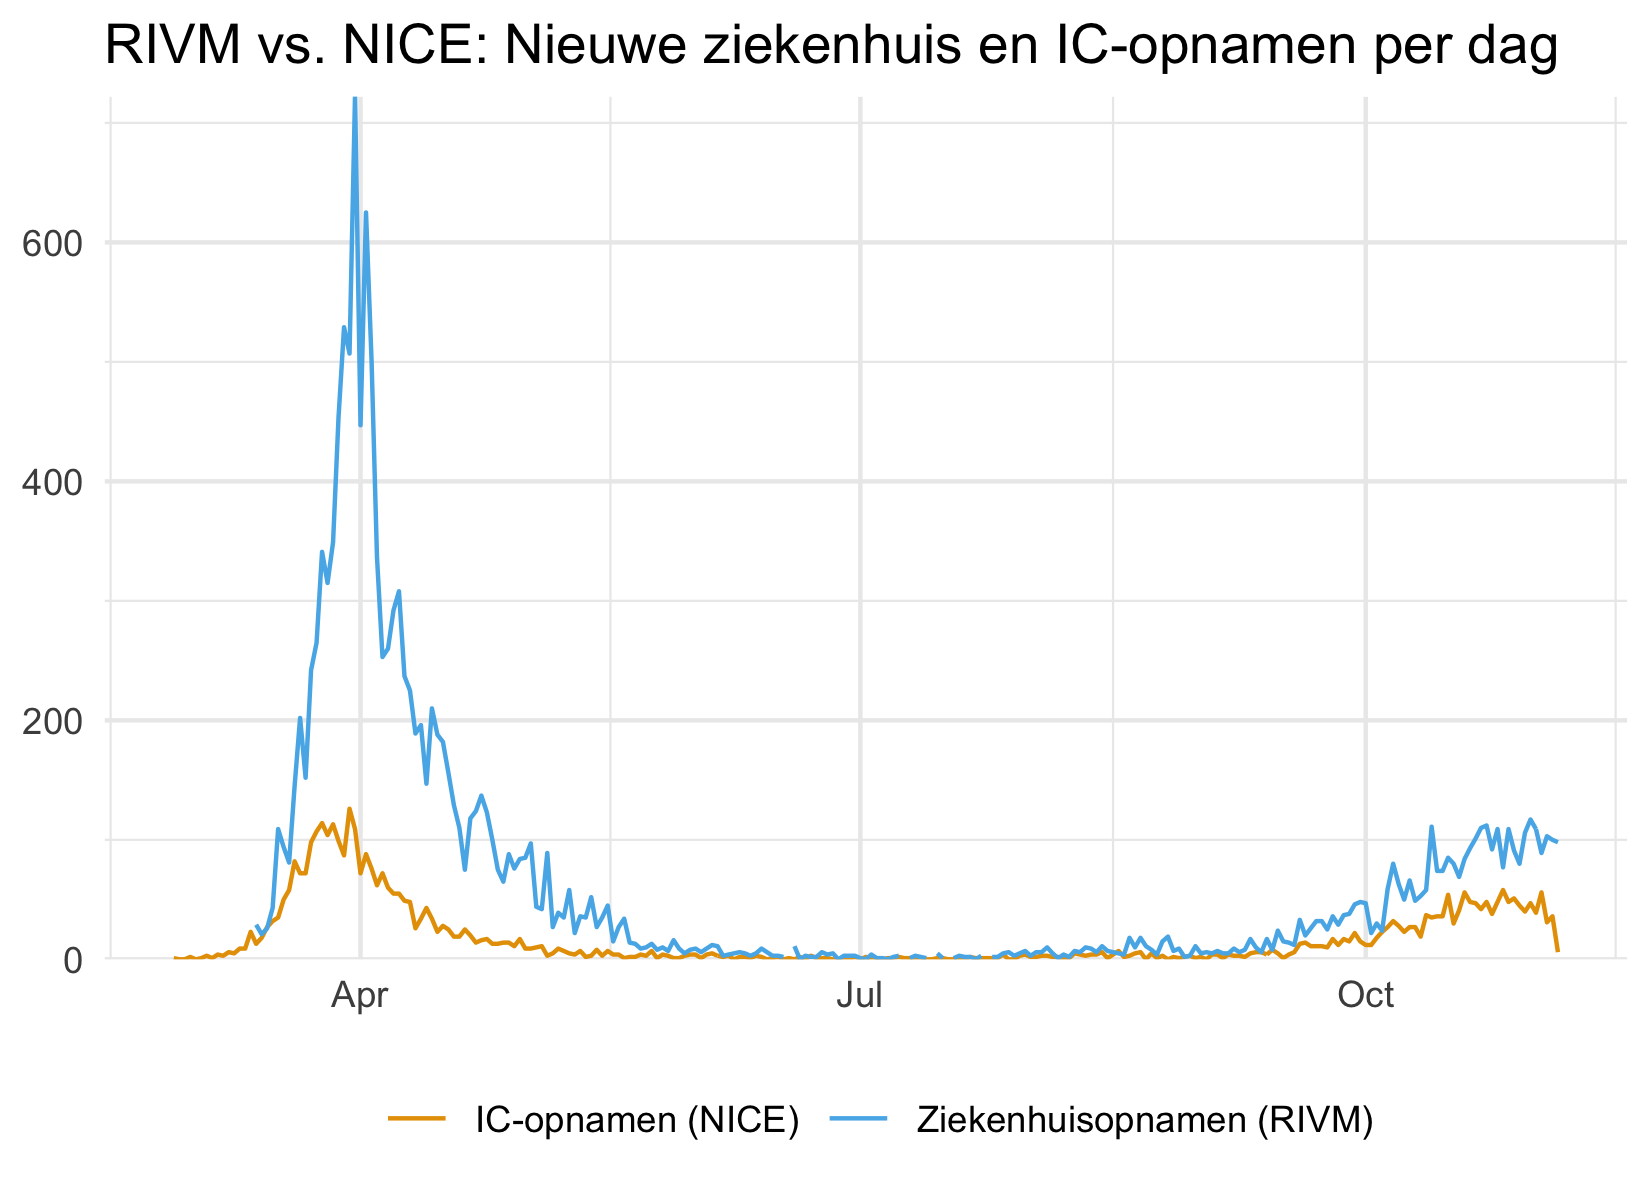 RIVM vs. NICE: Nieuwe ziekenhuis en IC-opnamen per dag
600
400
200
0
Apr Jul Oct
IC-opnamen (NICE) Ziekenhuisopnamen (RIVM)